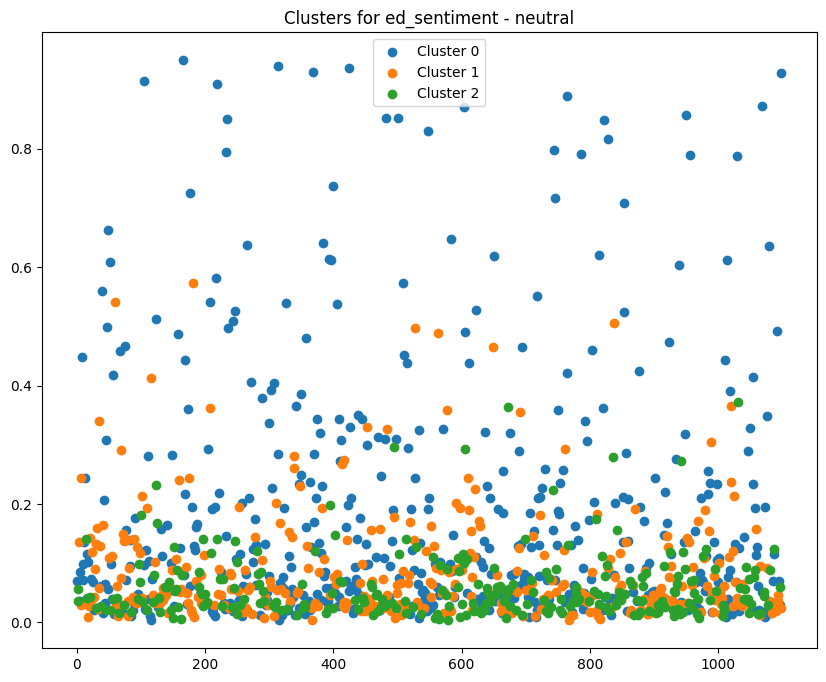 Clusters for ed_sentiment - neutral
Cluster 0
Cluster 1
Cluster 2
0.8
0.6
0.4
0.2
0.0
0 200 400 600 800 1000